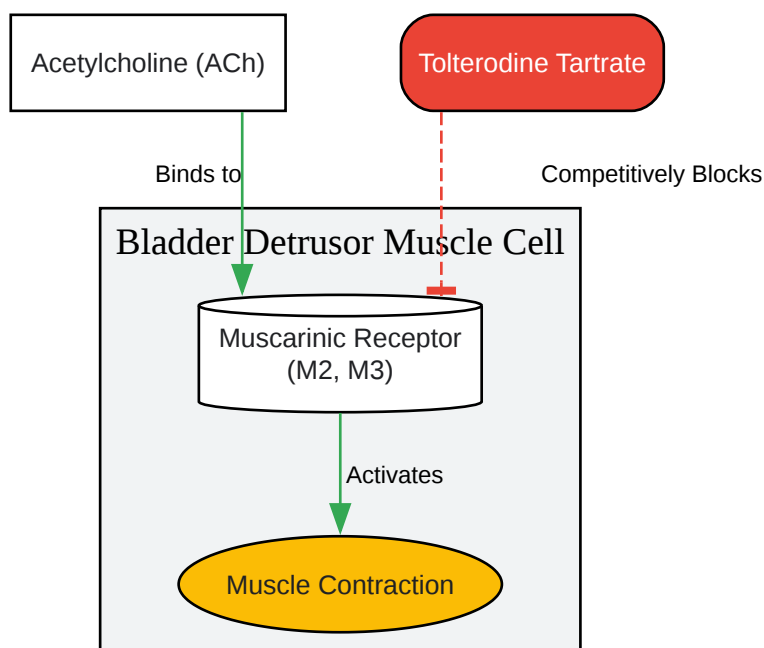 Acetylcholine (ACh)
Tolterodine Tartrate
Binds to
Competitively Blocks
Bladder Detrusor Muscle Cell
Muscarinic Receptor
(M2, M3)
Activates
Muscle Contraction